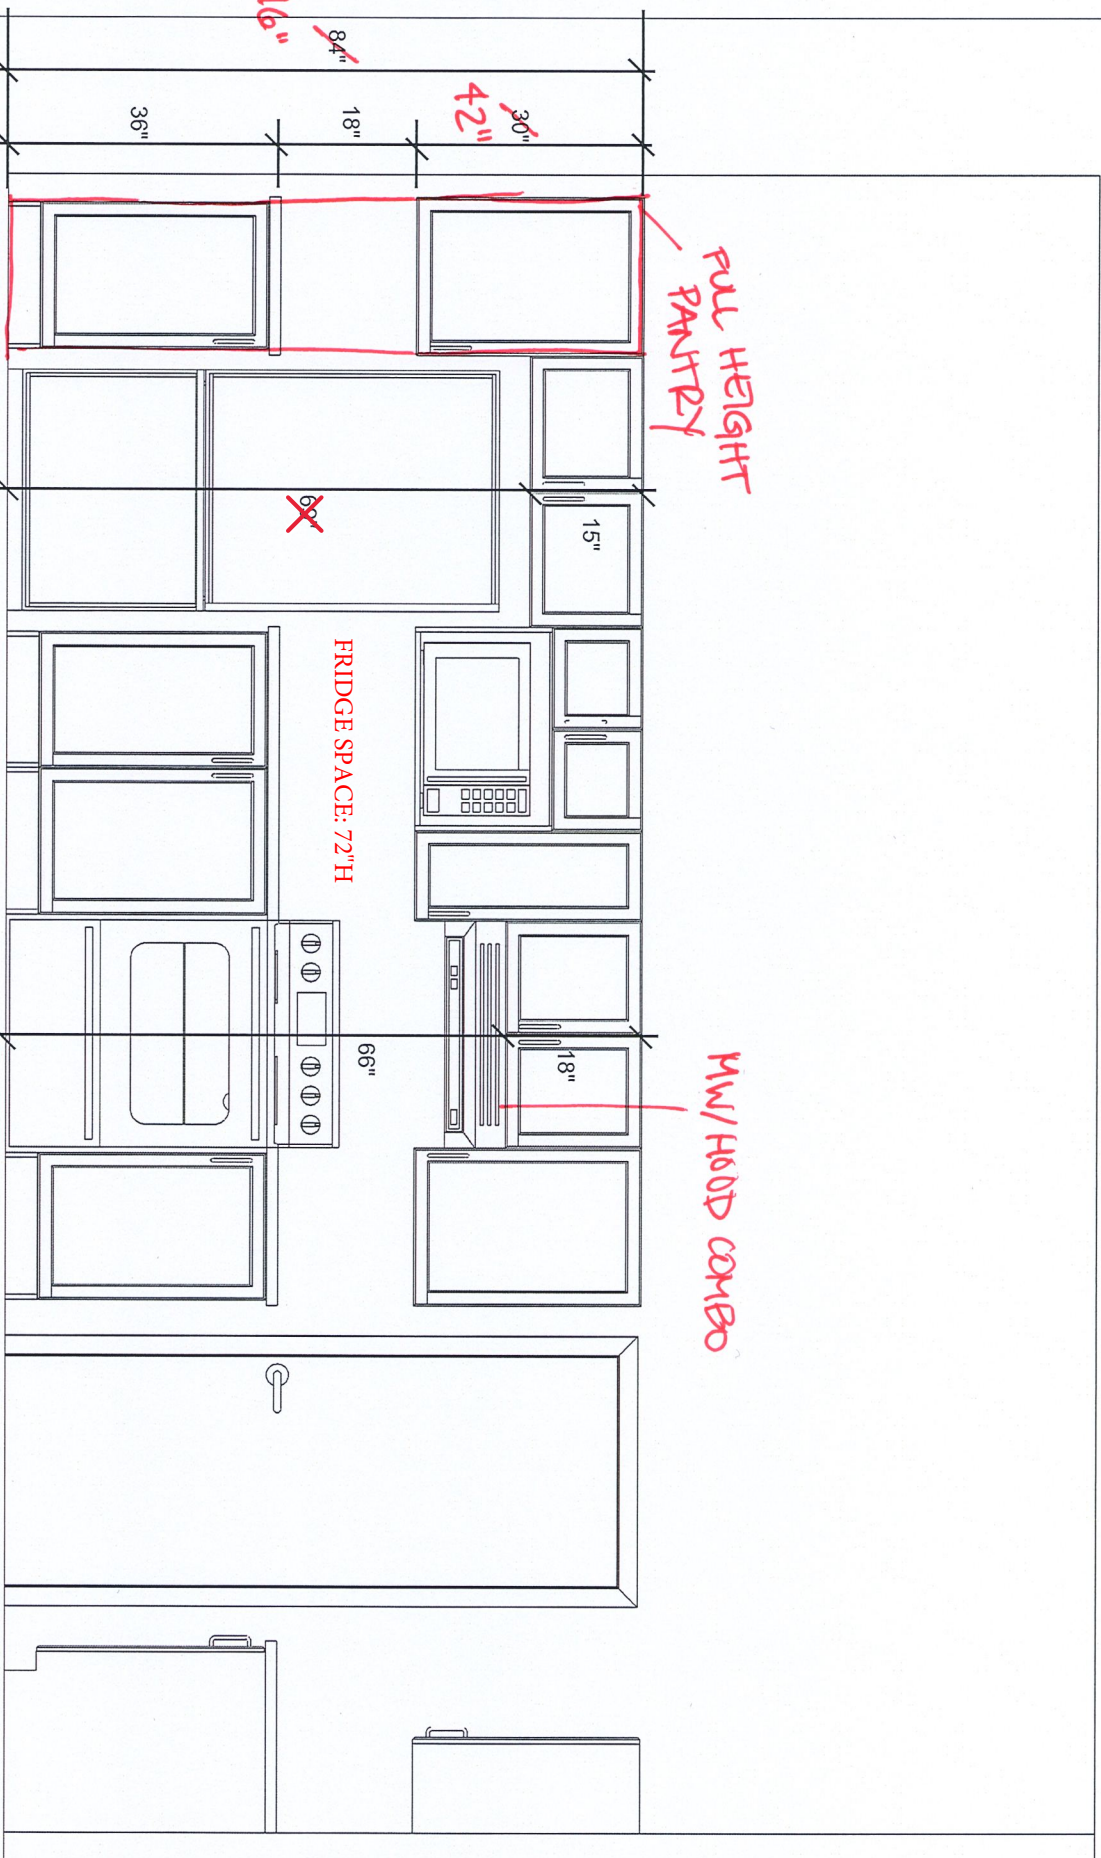 84"
36"
18"
30"
42"
FULL HEIGHT
PANTRY
15"
FRIDGE SPACE: 72"H
66"
18"
MW/HOOD COMBO